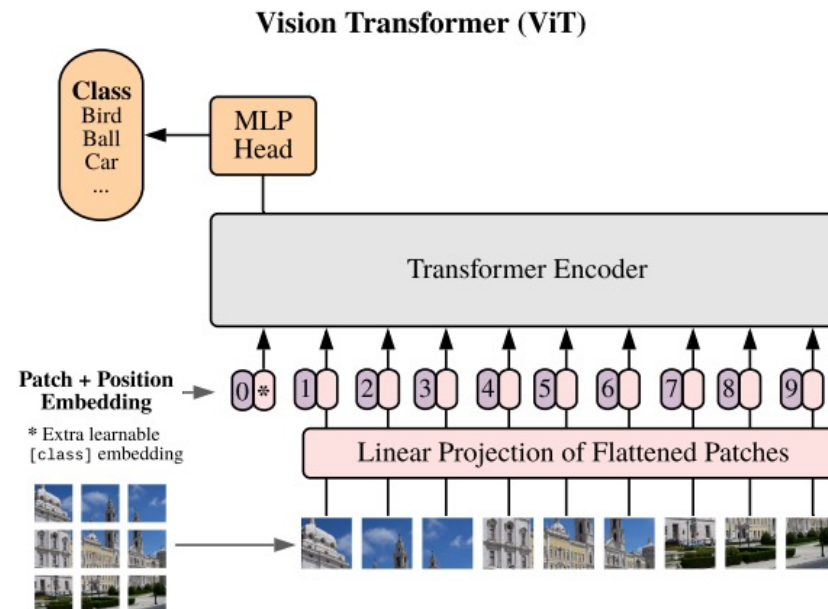 Vision Transformer (ViT)
Class
Bird
Ball
Car
...
MLP
Head
Transformer Encoder
Patch + Position
Embedding
0 * 1 2 3 4 5 6 7 8 9
* Extra learnable
[class] embedding
Linear Projection of Flattened Patches